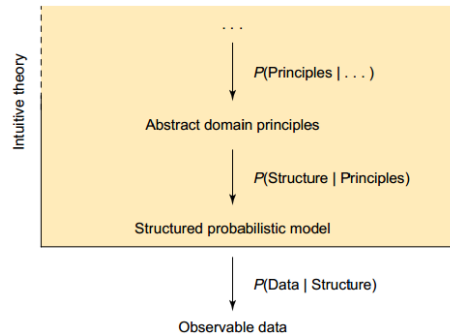 Intuitive theory
. . .
P(Principles | . . . )
Abstract domain principles
P(Structure | Principles)
Structured probabilistic model
P(Data | Structure)
Observable data